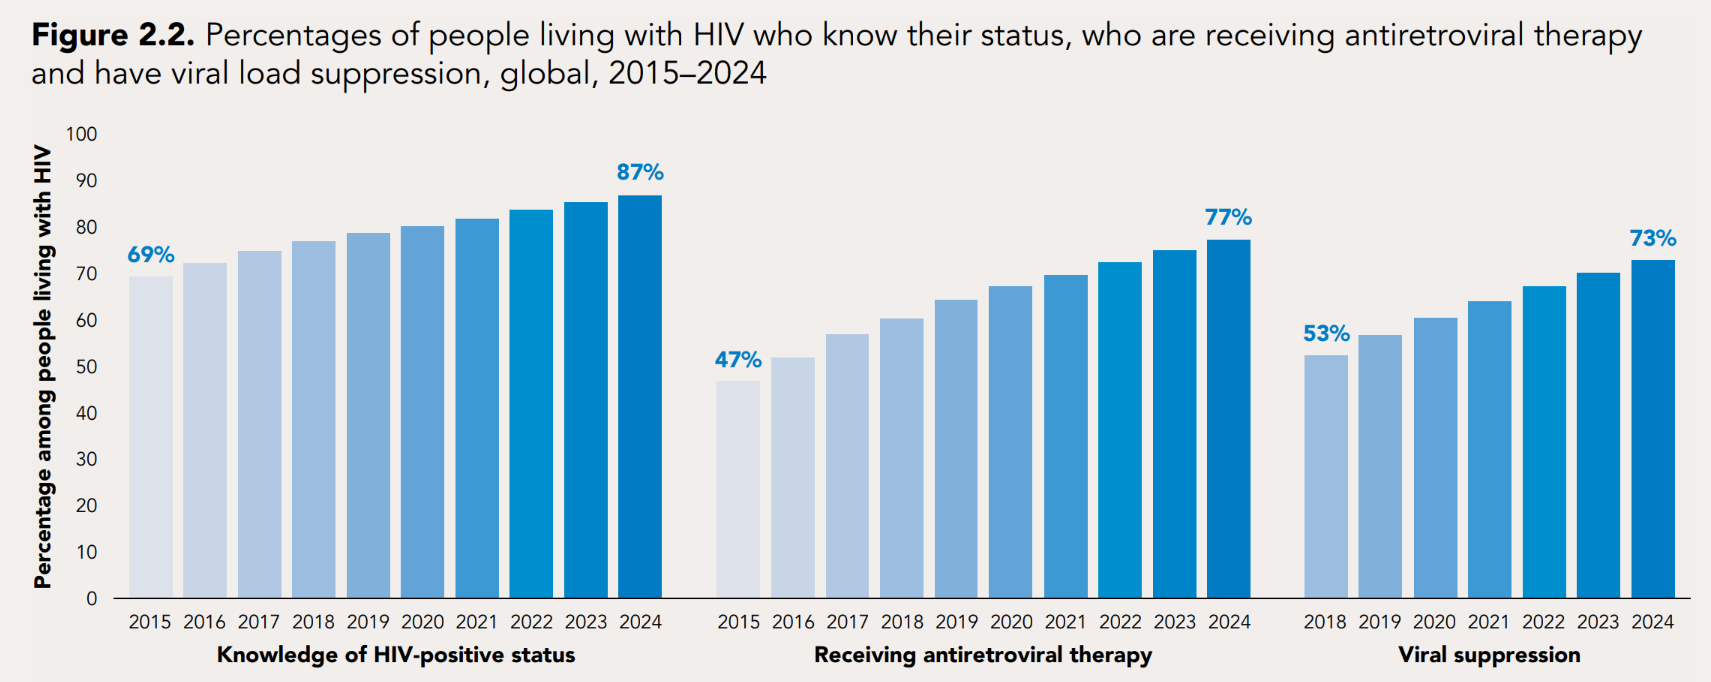 Figure 2.2. Percentages of people living with HIV who know their status, who are receiving antiretroviral therapy
and have viral load suppression, global, 2015–2024
Percentage among people living with HIV
100
90
80
70
60
50
40
30
20
10
0
69%
87%
47%
77%
53%
73%
2015 2016 2017 2018 2019 2020 2021 2022 2023 2024
Knowledge of HIV-positive status
2015 2016 2017 2018 2019 2020 2021 2022 2023 2024
Receiving antiretroviral therapy
2018 2019 2020 2021 2022 2023 2024
Viral suppression